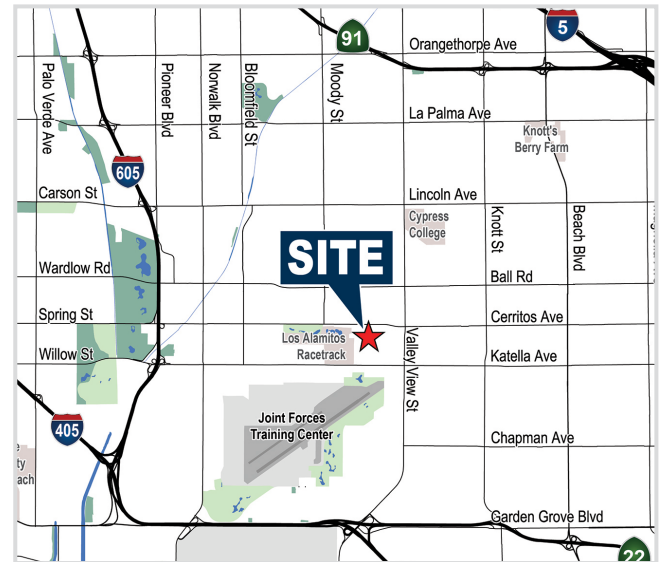 91
5
Orangethorpe Ave
Palo Verde Ave
Pioneer Blvd
Norwalk Blvd
Bloomfield St
Moody St
La Palma Ave
Knott's
Berry Farm
605
Carson St
Lincoln Ave
Cypress
College
Knott St
Beach Blvd
SITE
Wardlow Rd
Ball Rd
Spring St
Cerritos Ave
Los Alamitos
Racetrack
Valley View St
Willow St
Katella Ave
405
Joint Forces
Training Center
Chapman Ave
Garden Grove Blvd
22